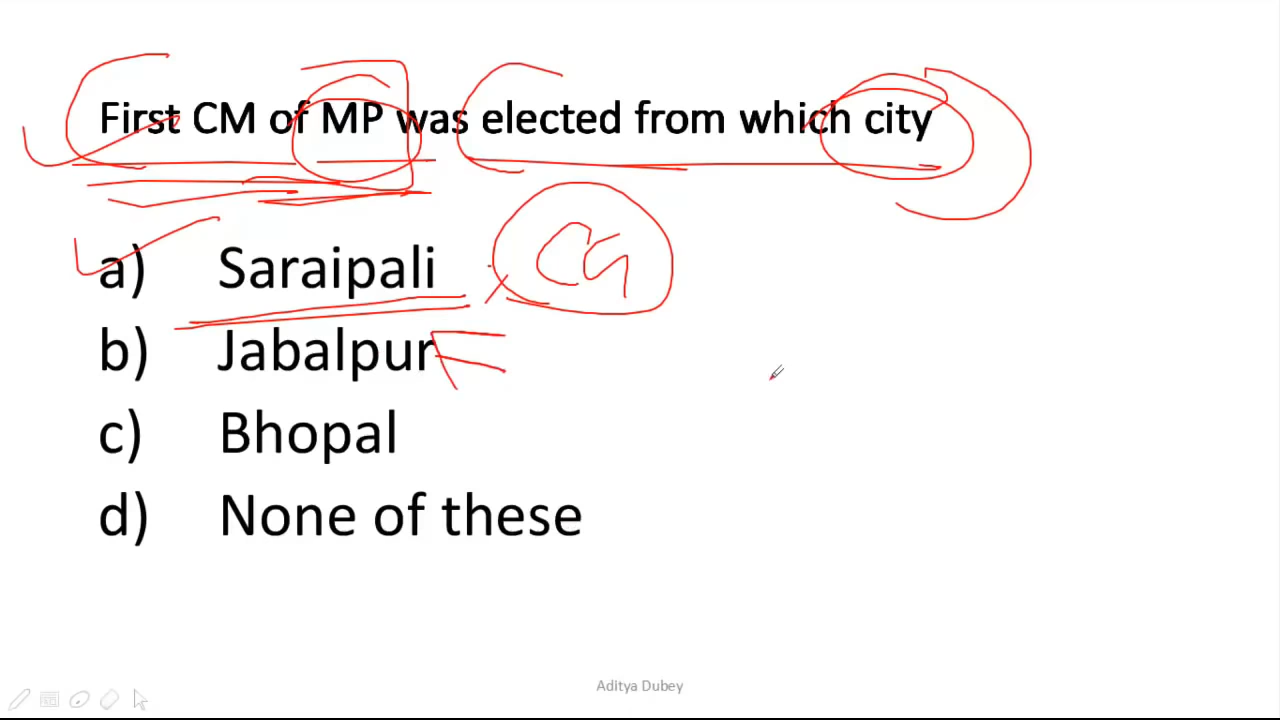 First CM of MP was elected from which city
a) Saraipali CG
b) Jabalpur
c) Bhopal
d) None of these
Aditya Dubey